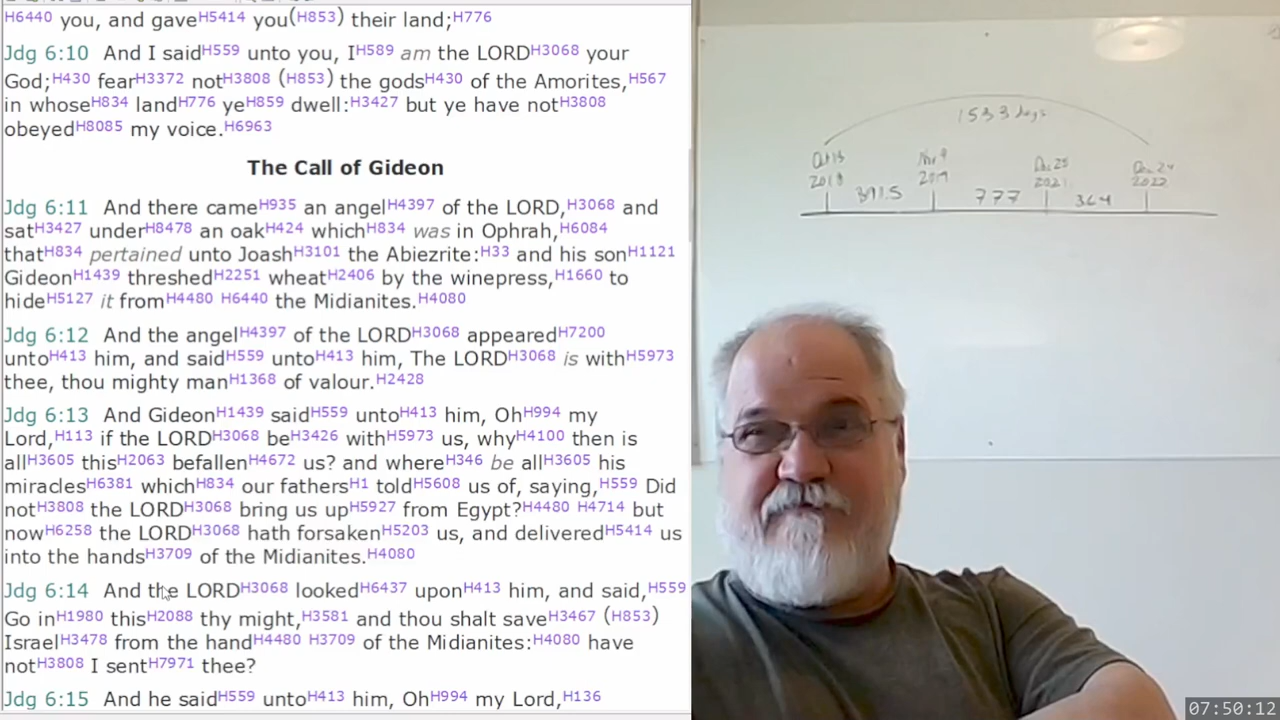 H6440 you, and gave H5414 you(H853) their land;H776
Jdg 6:10 And I said H559 unto you, I H589 am the LORD H3068 your
God;H430 fear H3372 not H3808 (H853) the gods H430 of the Amorites,H567
in whose H834 land H776 ye H859 dwell:H3427 but ye have not H3808
obeyed H8085 my voice.H6963
The Call of Gideon
Jdg 6:11 And there came H935 an angel H4397 of the LORD,H3068 and
sat H3427 under H8478 an oak H424 which H834 was in Ophrah,H6084
that H834 pertained unto Joash H3101 the Abiezrite:H33 and his son H1121
Gideon H1439 threshed H2251 wheat H2406 by the winepress,H1660 to
hide H5127 it from H4480 H6440 the Midianites.H4080
Jdg 6:12 And the angel H4397 of the LORD H3068 appeared H7200
unto H413 him, and said H559 unto H413 him, The LORD H3068 is with H5973
thee, thou mighty man H1368 of valour.H2428
Jdg 6:13 And Gideon H1439 said H559 unto H413 him, Oh H994 my
Lord,H113 if the LORD H3068 be H3426 with H5973 us, why H4100 then is
all H3605 this H2063 befallen H4672 us? and where H346 be all H3605 his
miracles H6381 which H834 our fathers H1 told H5608 us of, saying,H559 Did
not H3808 the LORD H3068 bring us up H5927 from Egypt?H4480 H4714 but
now H6258 the LORD H3068 hath forsaken H5203 us, and delivered H5414 us
into the hands H3709 of the Midianites.H4080
Jdg 6:14 And the LORD H3068 looked H6437 upon H413 him, and said,H559
Go in H1980 this H2088 thy might,H3581 and thou shalt save H3467 (H853)
Israel H3478 from the hand H4480 H3709 of the Midianites:H4080 have
not H3808 I sent H7971 thee?
Jdg 6:15 And he said H559 unto H413 him, Oh H994 my Lord,H136
1533 days
2019 2021 2022
391.5 777 364
07:50:12